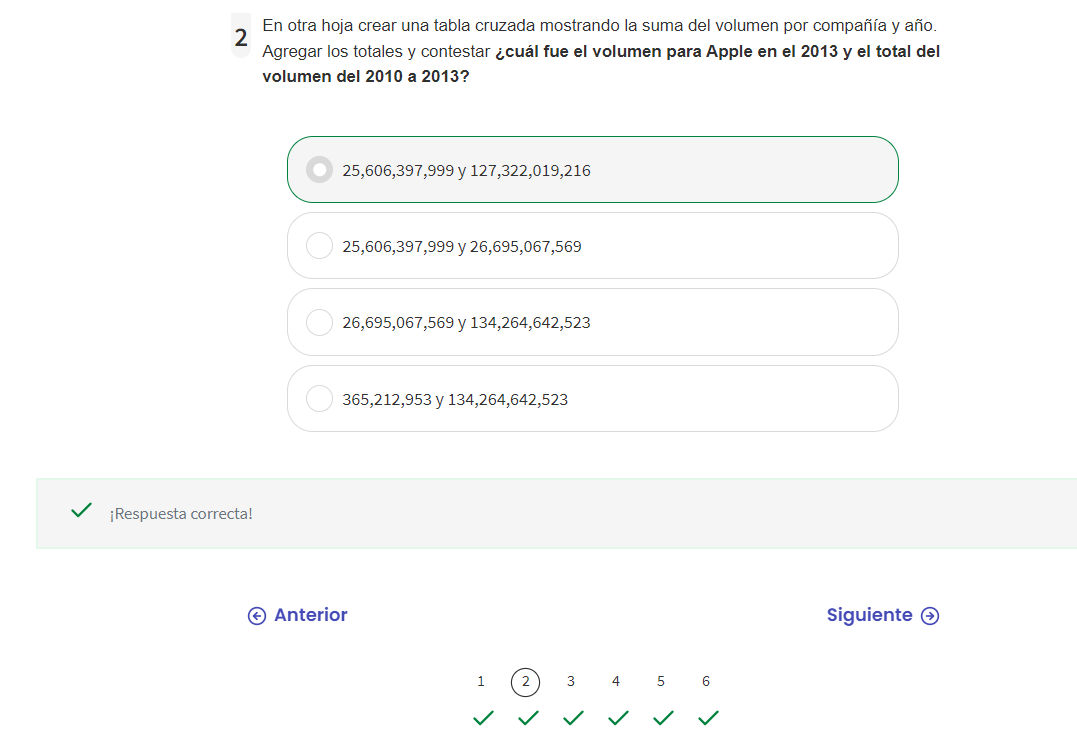 2
En otra hoja crear una tabla cruzada mostrando la suma del volumen por compañía y año.
Agregar los totales y contestar ¿cuál fue el volumen para Apple en el 2013 y el total del
volumen del 2010 a 2013?
25,606,397,999 y 127,322,019,216
25,606,397,999 y 26,695,067,569
26,695,067,569 y 134,264,642,523
365,212,953 y 134,264,642,523
¡Respuesta correcta!
Anterior
Siguiente
1 2 3 4 5 6